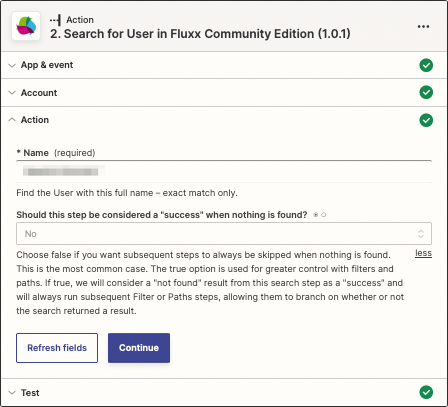 Action
2. Search for User in Fluxx Community Edition (1.0.1)
App & event
Account
Action
* Name (required)
Find the User with this full name – exact match only.
Should this step be considered a "success" when nothing is found?
No
Choose false if you want subsequent steps to always be skipped when nothing is found.
less
This is the most common case. The true option is used for greater control with filters and
paths. If true, we will consider a "not found" result from this search step as a "success" and
will always run subsequent Filter or Paths steps, allowing them to branch on whether or not
the search returned a result.
Refresh fields
Continue
Test